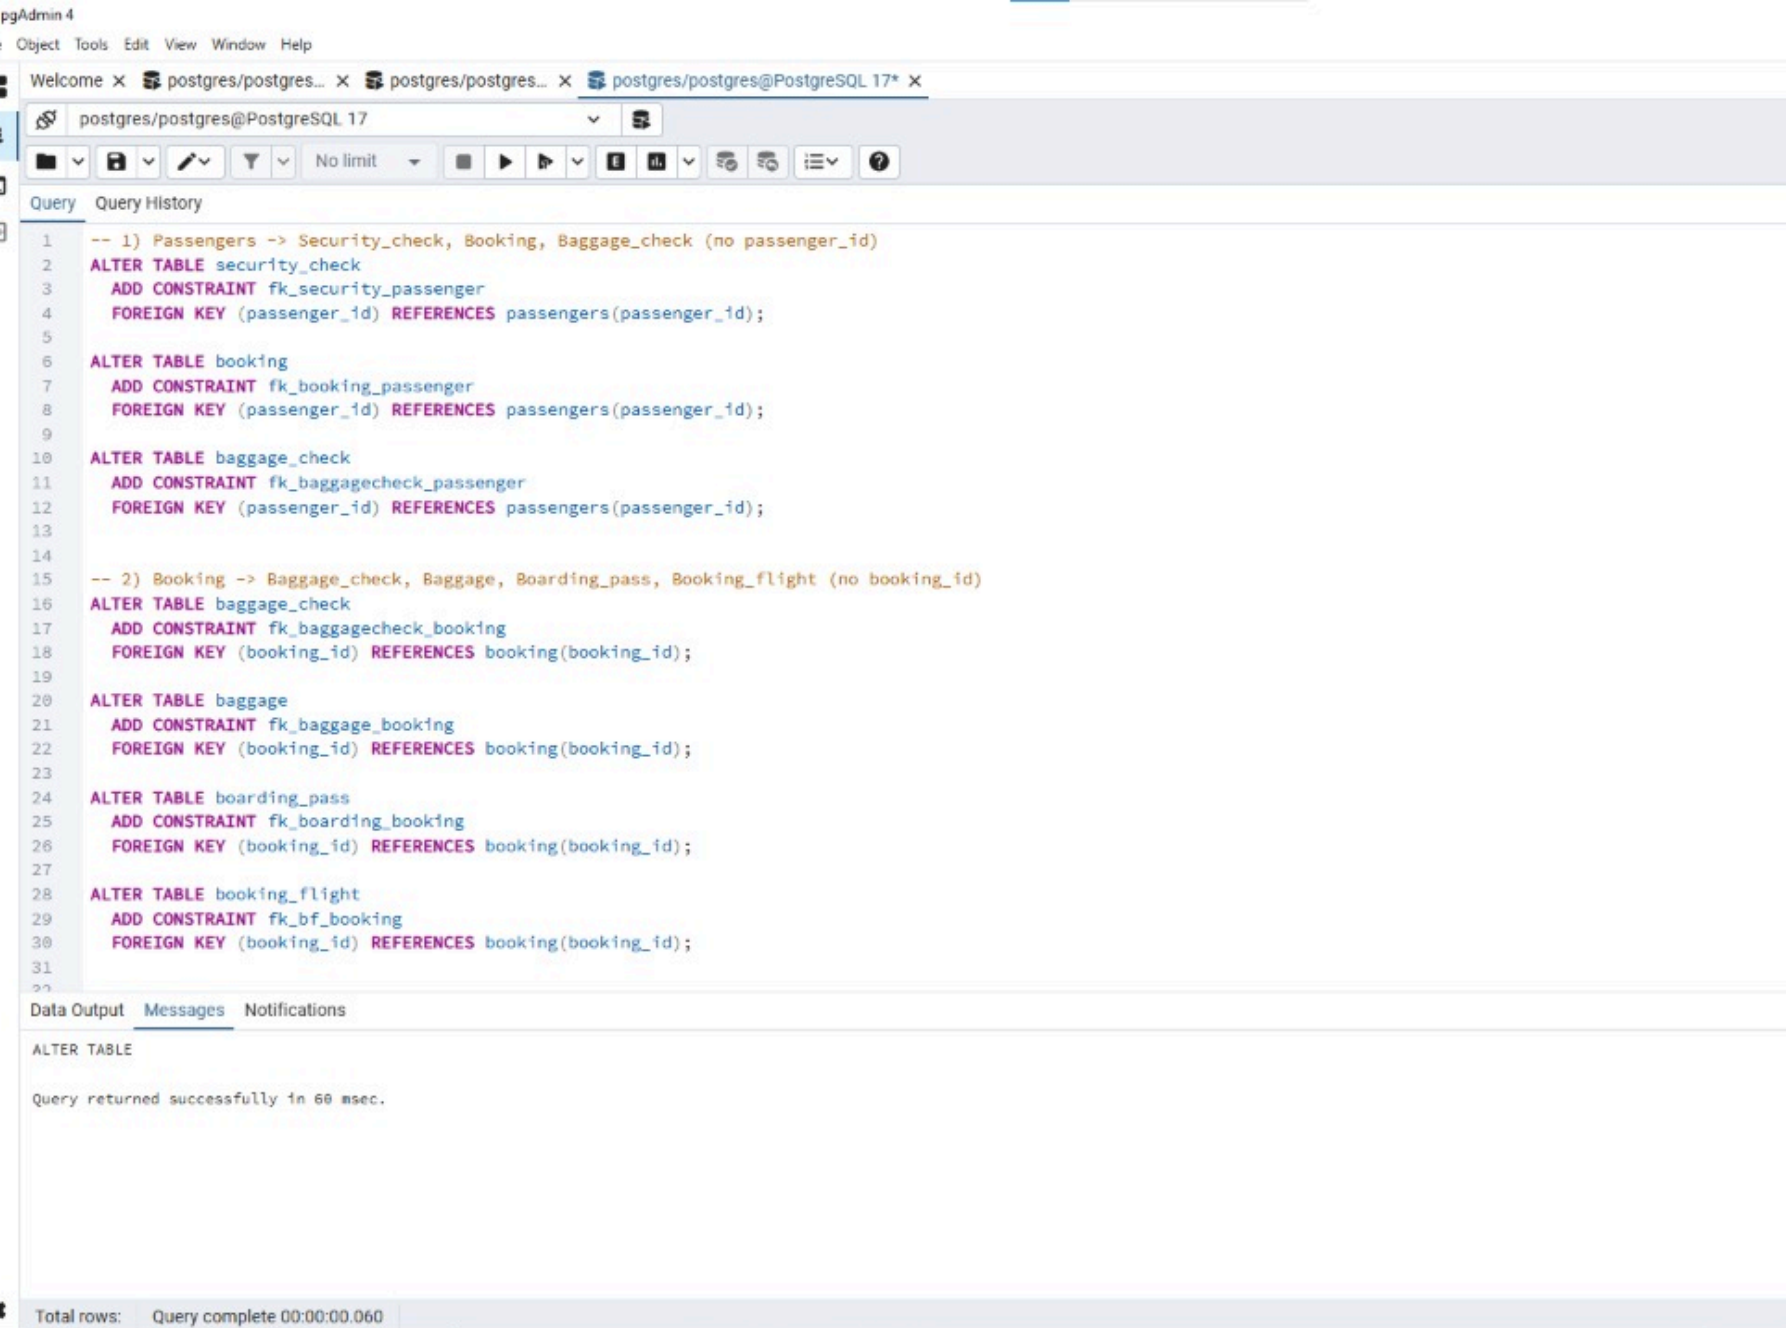 pgAdmin 4
Object Tools Edit View Window Help
Welcome postgres/postgres... postgres/postgres... postgres/postgres@PostgreSQL 17*
postgres/postgres@PostgreSQL 17
No limit
Query Query History
1 -- 1) Passengers -> Security_check, Booking, Baggage_check (по passenger_id)
2 ALTER TABLE security_check
3 ADD CONSTRAINT fk_security_passenger
4 FOREIGN KEY (passenger_id) REFERENCES passengers(passenger_id);
5
6 ALTER TABLE booking
7 ADD CONSTRAINT fk_booking_passenger
8 FOREIGN KEY (passenger_id) REFERENCES passengers(passenger_id);
9
10 ALTER TABLE baggage_check
11 ADD CONSTRAINT fk_baggagecheck_passenger
12 FOREIGN KEY (passenger_id) REFERENCES passengers(passenger_id);
13
14
15 -- 2) Booking -> Baggage_check, Baggage, Boarding_pass, Booking_flight (по booking_id)
16 ALTER TABLE baggage_check
17 ADD CONSTRAINT fk_baggagecheck_booking
18 FOREIGN KEY (booking_id) REFERENCES booking(booking_id);
19
20 ALTER TABLE baggage
21 ADD CONSTRAINT fk_baggage_booking
22 FOREIGN KEY (booking_id) REFERENCES booking(booking_id);
23
24 ALTER TABLE boarding_pass
25 ADD CONSTRAINT fk_boarding_booking
26 FOREIGN KEY (booking_id) REFERENCES booking(booking_id);
27
28 ALTER TABLE booking_flight
29 ADD CONSTRAINT fk_bf_booking
30 FOREIGN KEY (booking_id) REFERENCES booking(booking_id);
31
Data Output Messages Notifications
ALTER TABLE
Query returned successfully in 60 msec.
Total rows: Query complete 00:00:00.060